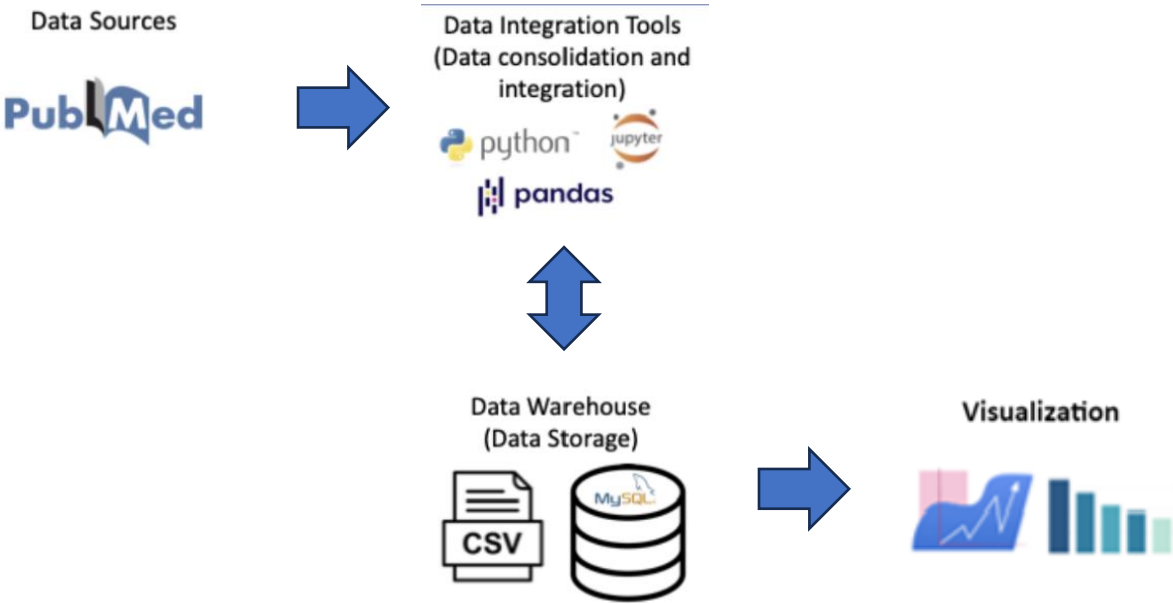 Data Sources
PubMed
Data Integration Tools
(Data consolidation and
integration)
python™
jupyter
pandas
Data Warehouse
(Data Storage)
CSV
MySQL
Visualization